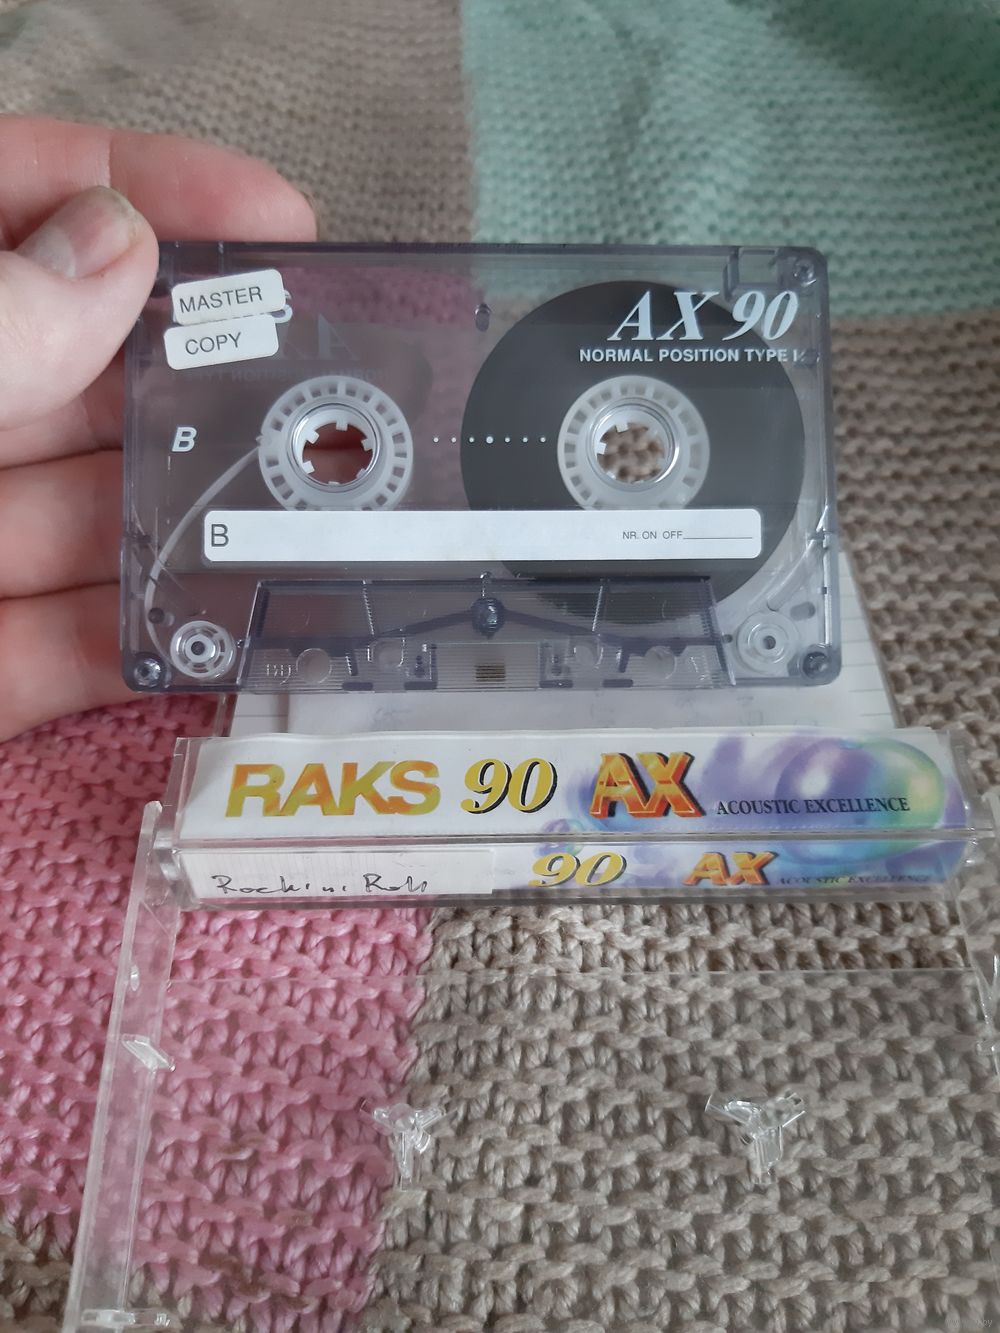 MASTER
COPY
AX 90
NORMAL POSITION TYPE I
B
B
NR. ON OFF
RAKS 90 AX ACOUSTIC EXCELLENCE
Rock n. Roll 90 AX ACOUSTIC EXCELLENCE